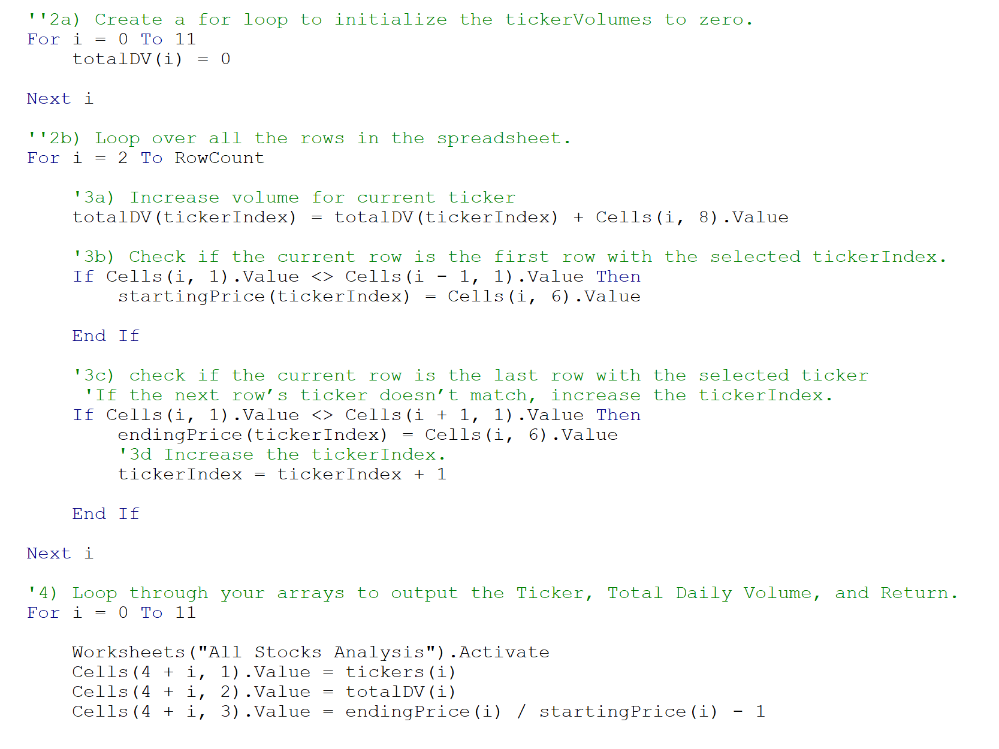 ''2a) Create a for loop to initialize the tickerVolumes to zero.
For i = 0 To 11
    totalDV(i) = 0
Next i
''2b) Loop over all the rows in the spreadsheet.
For i = 2 To RowCount
    '3a) Increase volume for current ticker
    totalDV(tickerIndex) = totalDV(tickerIndex) + Cells(i, 8).Value
    '3b) Check if the current row is the first row with the selected tickerIndex.
    If Cells(i, 1).Value <> Cells(i - 1, 1).Value Then
        startingPrice(tickerIndex) = Cells(i, 6).Value
    End If
    '3c) check if the current row is the last row with the selected ticker
     'If the next row’s ticker doesn’t match, increase the tickerIndex.
    If Cells(i, 1).Value <> Cells(i + 1, 1).Value Then
        endingPrice(tickerIndex) = Cells(i, 6).Value
        '3d Increase the tickerIndex.
        tickerIndex = tickerIndex + 1
    End If
Next i
'4) Loop through your arrays to output the Ticker, Total Daily Volume, and Return.
For i = 0 To 11
    Worksheets("All Stocks Analysis").Activate
    Cells(4 + i, 1).Value = tickers(i)
    Cells(4 + i, 2).Value = totalDV(i)
    Cells(4 + i, 3).Value = endingPrice(i) / startingPrice(i) - 1